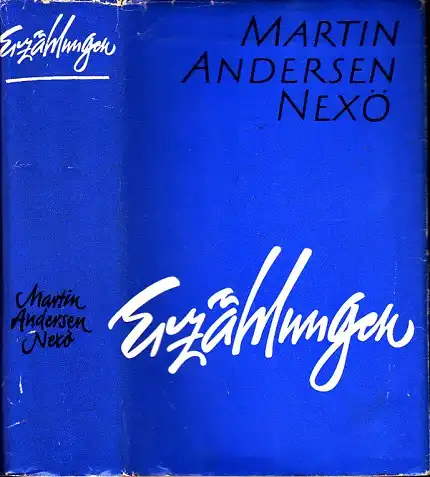 Erzählungen
Martin
Andersen
Nexö
MARTIN
ANDERSEN
NEXÖ
Erzählungen